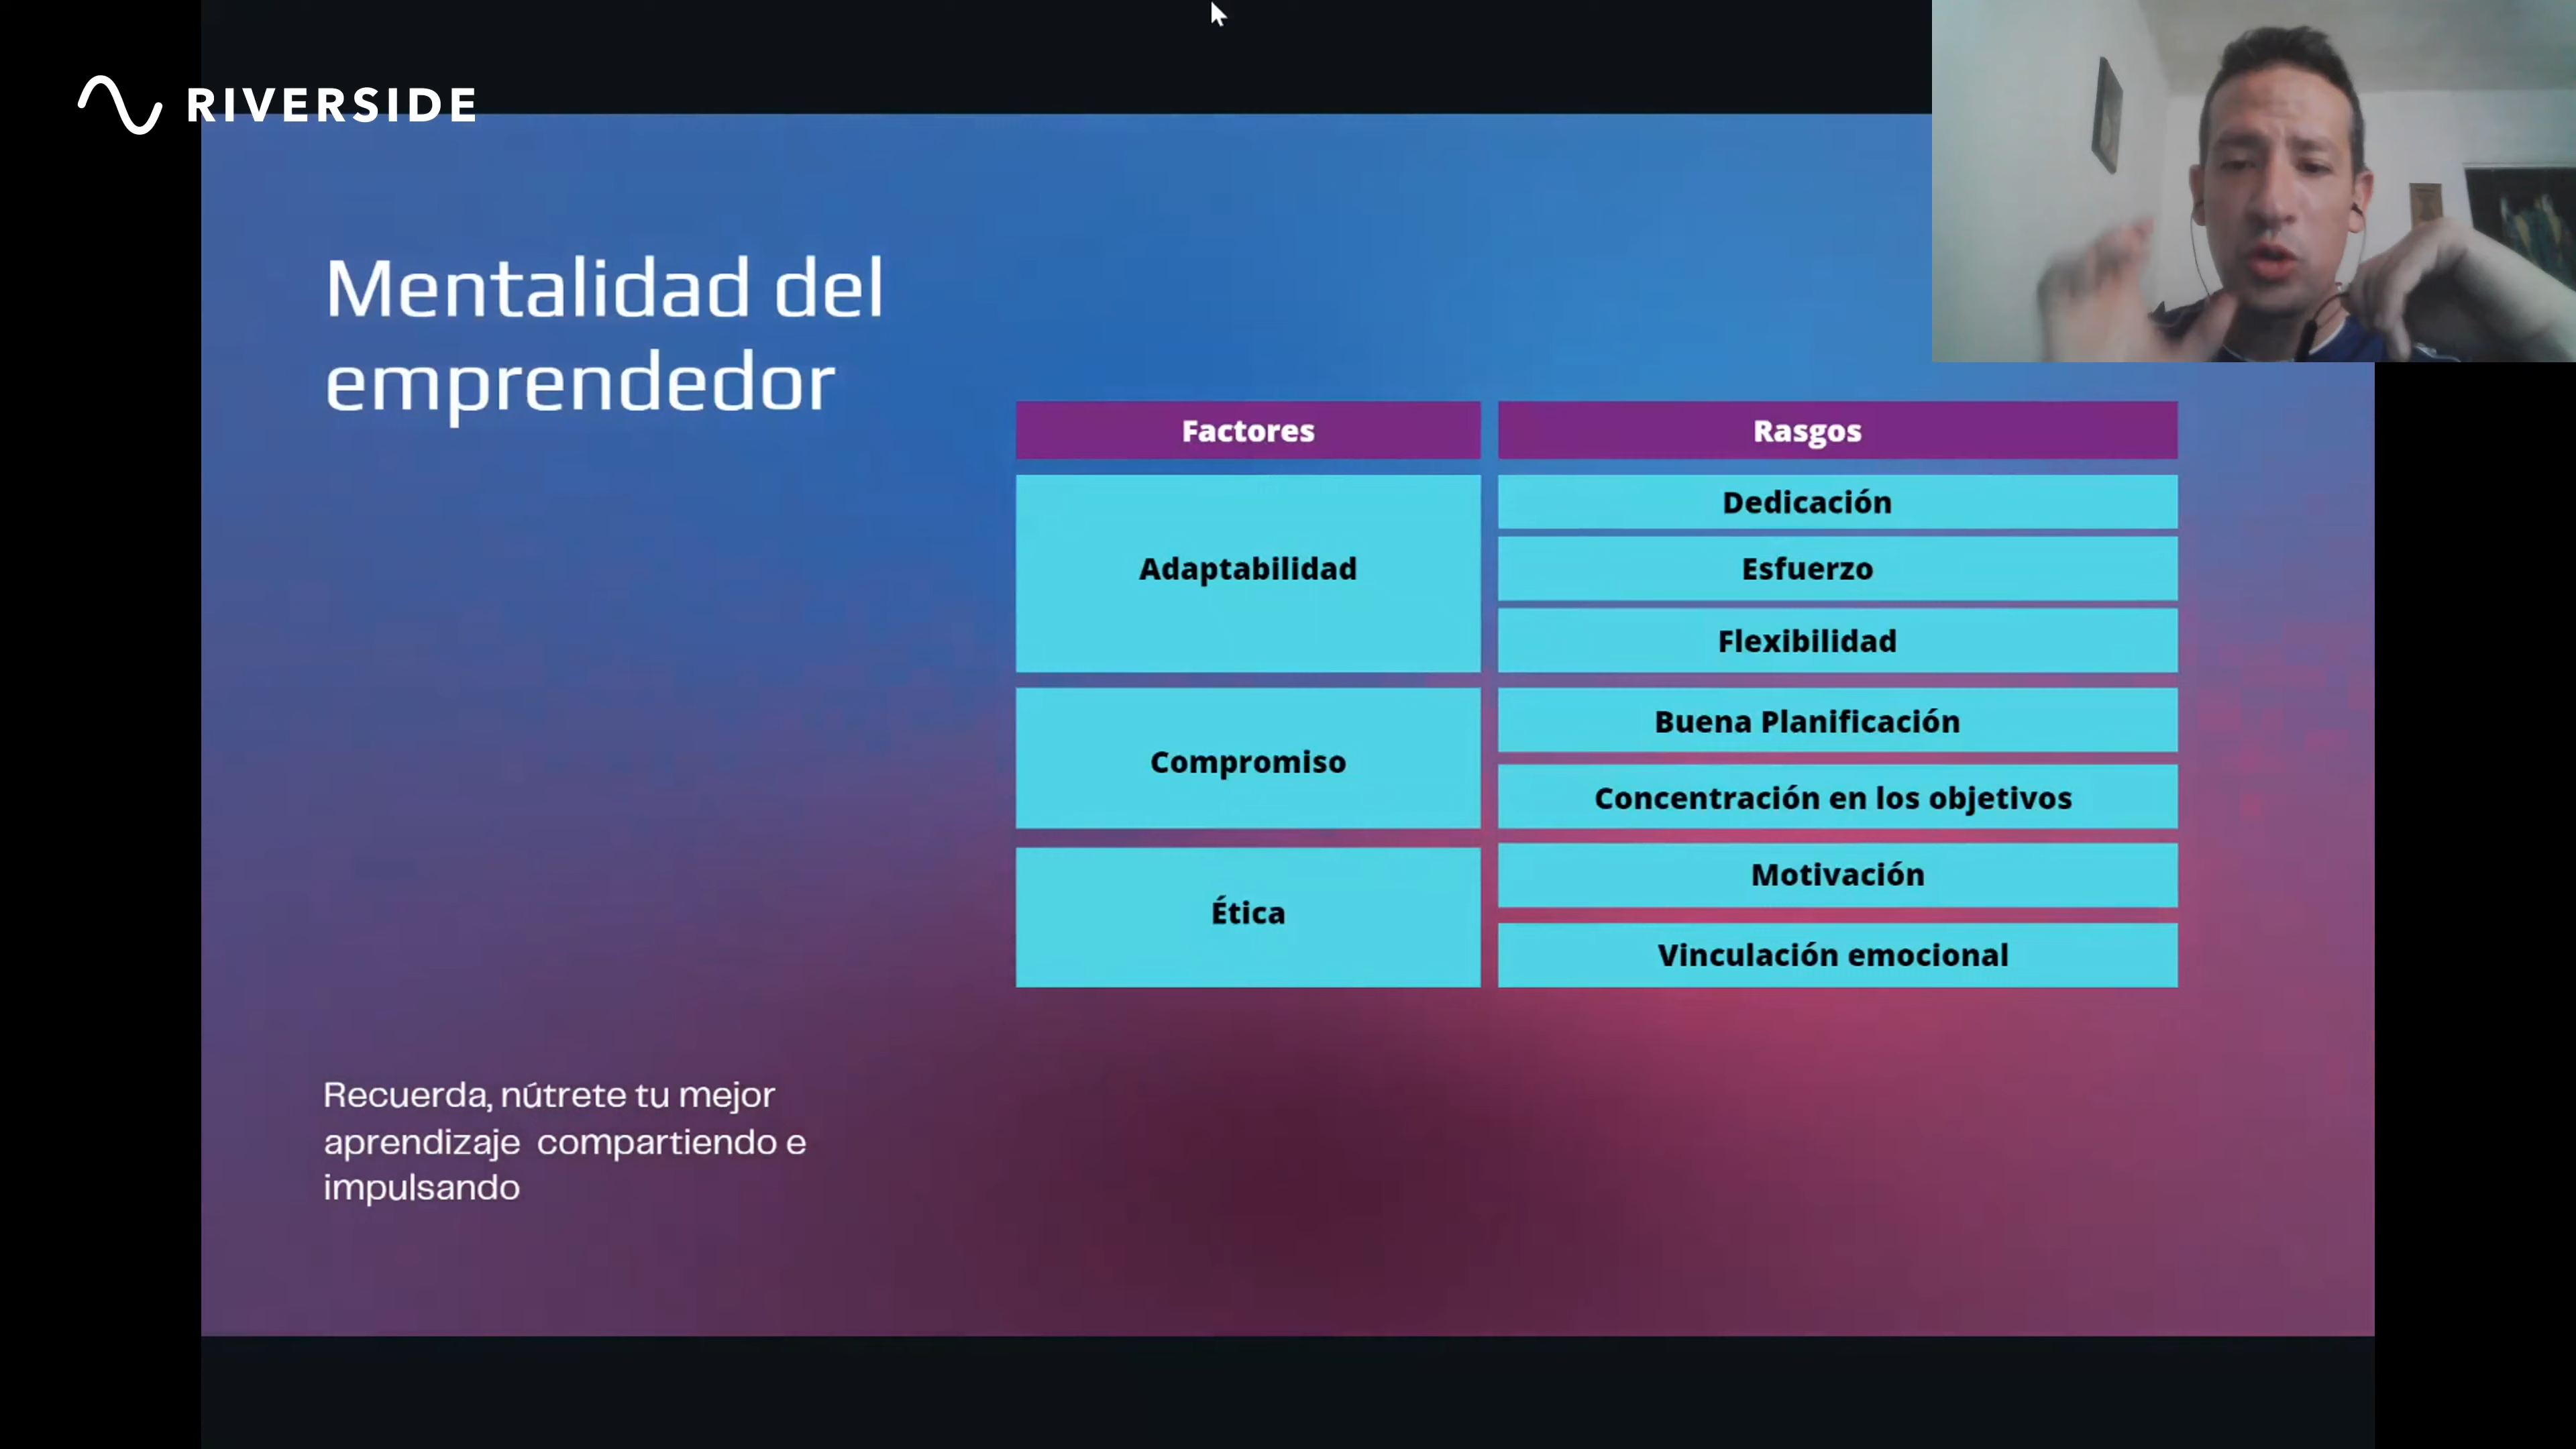 RIVERSIDE
Mentalidad del
emprendedor
Factores
Rasgos
Adaptabilidad
Dedicación
Esfuerzo
Flexibilidad
Compromiso
Buena Planificación
Concentración en los objetivos
Ética
Motivación
Vinculación emocional
Recuerda, nútrete tu mejor
aprendizaje  compartiendo e
impulsando